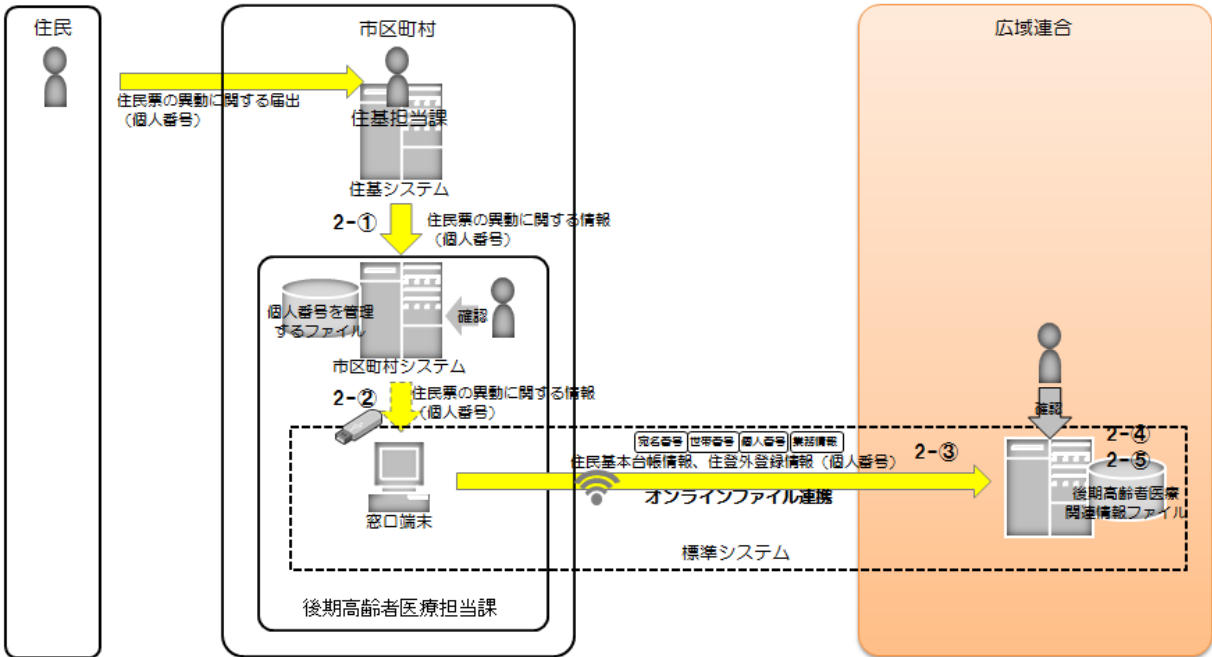 住民
市区町村
広域連合
住民票の異動に関する届出
（個人番号）
住基担当課
住基システム
2-①
住民票の異動に関する情報
（個人番号）
個人番号を管理
するファイル
確認
市区町村システム
2-②
住民票の異動に関する情報
（個人番号）
確認
宛名番号 世帯番号 個人番号 業務情報
住民基本台帳情報、住登外登録情報（個人番号）
2-③
2-④
2-⑤
オンラインファイル連携
後期高齢者医療
関連情報ファイル
窓口端末
標準システム
後期高齢者医療担当課